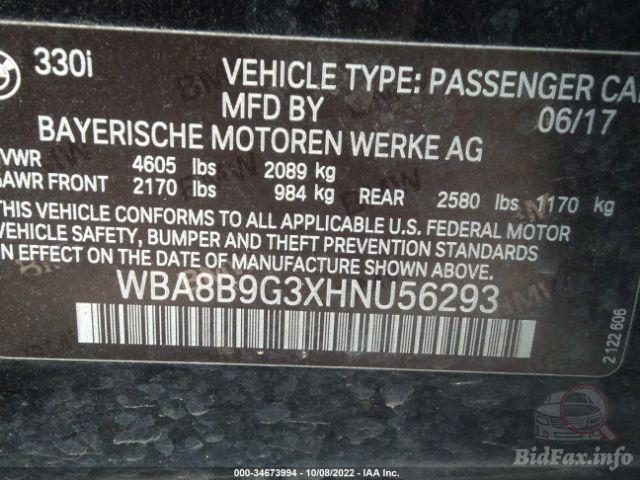 330i
VEHICLE TYPE: PASSENGER CA
MFD BY 06/17
BAYERISCHE MOTOREN WERKE AG
VWR 4605 lbs 2089 kg
AWR FRONT 2170 lbs 984 kg REAR 2580 lbs 1170 kg
THIS VEHICLE CONFORMS TO ALL APPLICABLE U.S. FEDERAL MOTOR
VEHICLE SAFETY, BUMPER AND THEFT PREVENTION STANDARDS
IN EFFECT ON THE DATE OF MANUFACTURE SHOWN ABOVE.
WBA8B9G3XHNU56293
2 122 606
BidFax.info
000-34673994 - 10/08/2022 - IAA Inc.